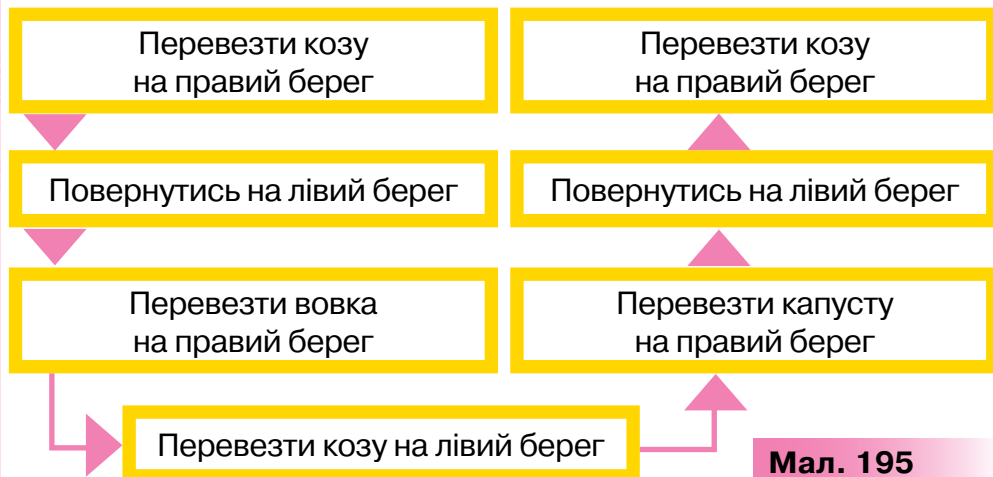 Перевезти козу
на правий берег
Повернутись на лівий берег
Перевезти вовка
на правий берег
Перевезти козу на лівий берег
Перевезти капусту
на правий берег
Повернутись на лівий берег
Перевезти козу
на правий берег
Мал. 195